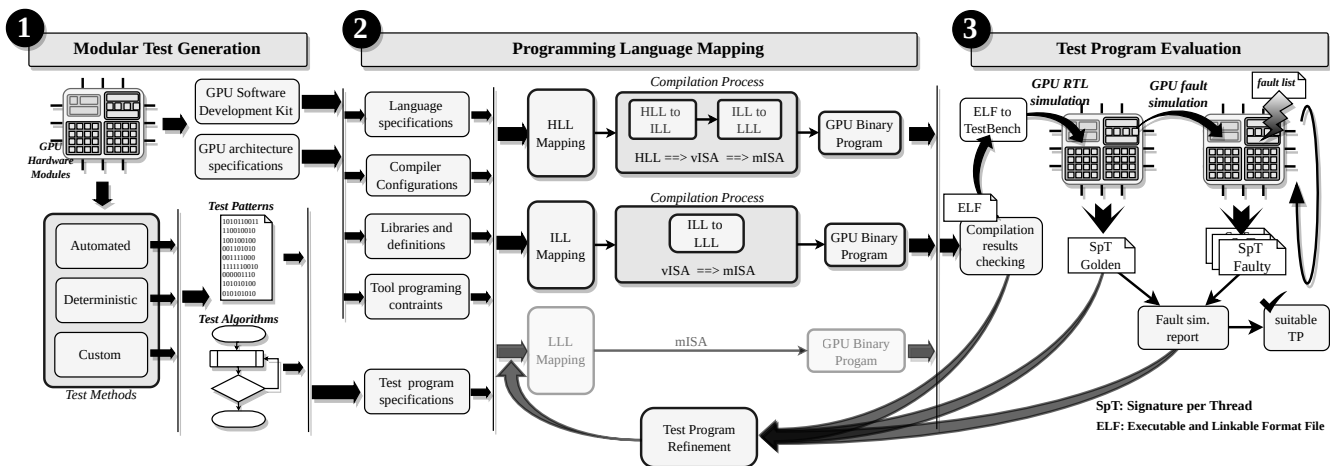 1
Modular Test Generation
GPU
Hardware
Modules
GPU Software
Development Kit
GPU architecture
specifications
Automated
Deterministic
Custom
Test Methods
Test Patterns
1010110011
110010010
100100100
001110010
001111000
1111110010
000001110
101010100
010101010
Test Algorithms
2
Programming Language Mapping
Language
specifications
Compiler
Configurations
Libraries and
definitions
Tool programing
contraints
Test program
specifications
HLL
Mapping
Compilation Process
HLL to
ILL
ILL to
LLL
HLL ==> vISA ==> mISA
GPU Binary
Program
ILL
Mapping
Compilation Process
ILL to
LLL
vISA ==> mISA
GPU Binary
Program
LLL
Mapping
mISA
GPU Binary
Progam
Test Program
Refinement
3
Test Program Evaluation
ELF to
TestBench
GPU RTL
simulation
GPU fault
simulation
fault list
ELF
Compilation
results
checking
SpT
Golden
SpT
Faulty
Fault sim.
report
suitable
TP
SpT: Signature per Thread
ELF: Executable and Linkable Format File